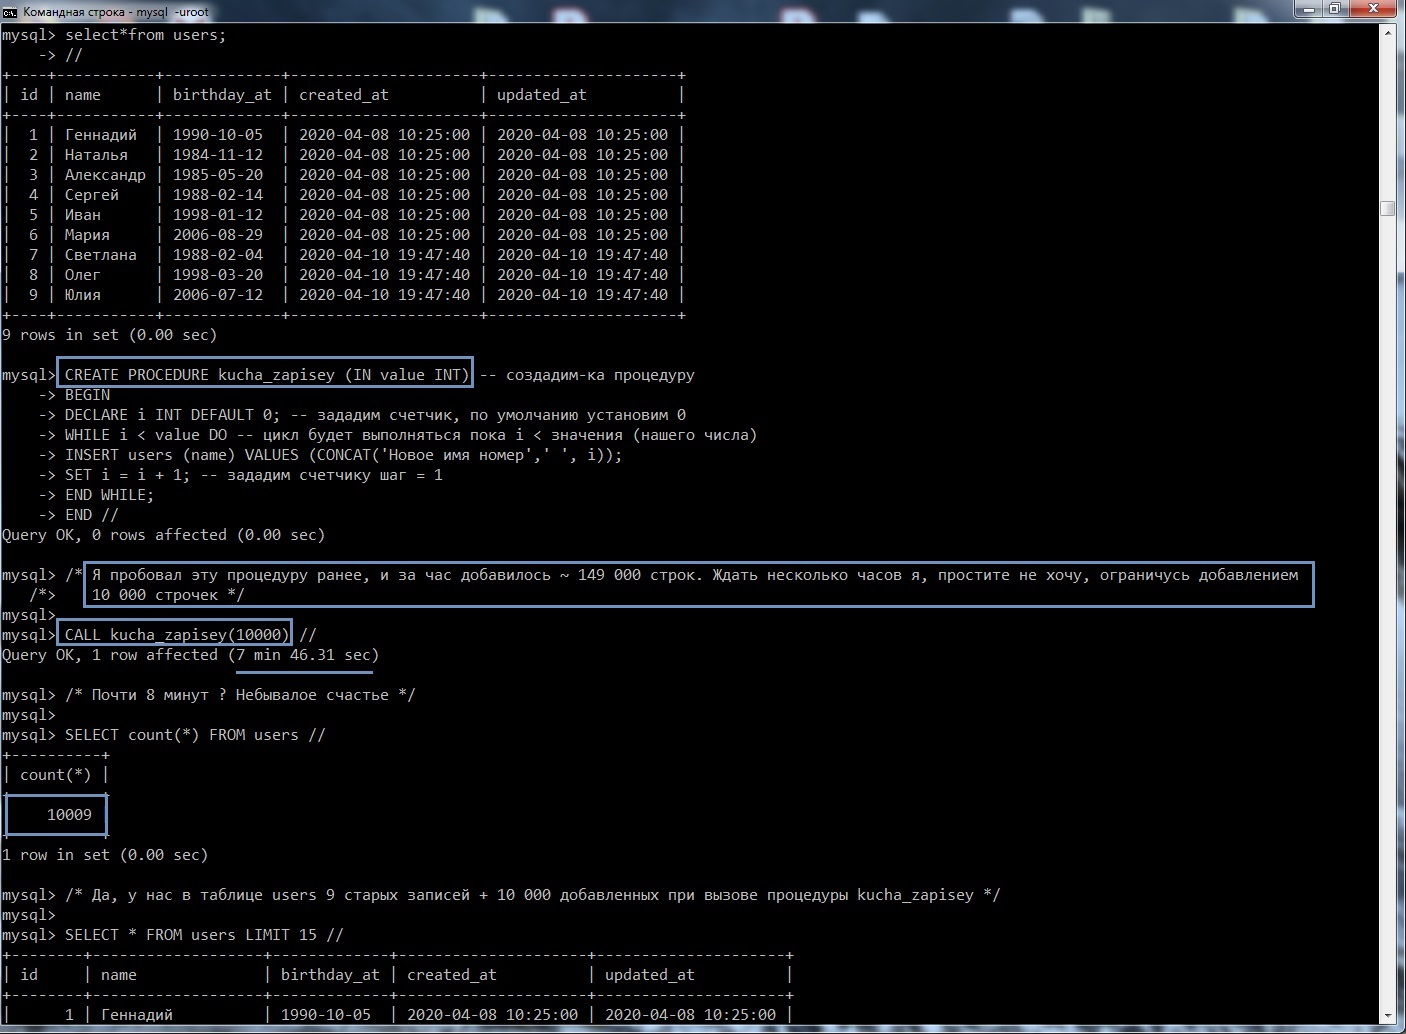 Командная строка - mysql -uroot
mysql> select*from users;
    -> //
+----+-----------+-------------+---------------------+---------------------+
| id | name      | birthday_at | created_at          | updated_at          |
+----+-----------+-------------+---------------------+---------------------+
|  1 | Геннадий  | 1990-10-05  | 2020-04-08 10:25:00 | 2020-04-08 10:25:00 |
|  2 | Наталья   | 1984-11-12  | 2020-04-08 10:25:00 | 2020-04-08 10:25:00 |
|  3 | Александр | 1985-05-20  | 2020-04-08 10:25:00 | 2020-04-08 10:25:00 |
|  4 | Сергей    | 1988-02-14  | 2020-04-08 10:25:00 | 2020-04-08 10:25:00 |
|  5 | Иван      | 1998-01-12  | 2020-04-08 10:25:00 | 2020-04-08 10:25:00 |
|  6 | Мария     | 2006-08-29  | 2020-04-08 10:25:00 | 2020-04-08 10:25:00 |
|  7 | Светлана  | 1988-02-04  | 2020-04-10 19:47:40 | 2020-04-10 19:47:40 |
|  8 | Олег      | 1998-03-20  | 2020-04-10 19:47:40 | 2020-04-10 19:47:40 |
|  9 | Юлия      | 2006-07-12  | 2020-04-10 19:47:40 | 2020-04-10 19:47:40 |
+----+-----------+-------------+---------------------+---------------------+
9 rows in set (0.00 sec)
mysql> CREATE PROCEDURE kucha_zapisey (IN value INT) -- создадим-ка процедуру
    -> BEGIN
    -> DECLARE i INT DEFAULT 0; -- зададим счетчик, по умолчанию установим 0
    -> WHILE i < value DO -- цикл будет выполняться пока i < значения (нашего числа)
    -> INSERT users (name) VALUES (CONCAT('Новое имя номер',' ', i));
    -> SET i = i + 1; -- зададим счетчику шаг = 1
    -> END WHILE;
    -> END //
Query OK, 0 rows affected (0.00 sec)
mysql> /* Я пробовал эту процедуру ранее, и за час добавилось ~ 149 000 строк. Ждать несколько часов я, простите не хочу, ограничусь добавлением
   /*>    10 000 строчек */
mysql>
mysql> CALL kucha_zapisey(10000) //
Query OK, 1 row affected (7 min 46.31 sec)
mysql> /* Почти 8 минут ? Небывалое счастье */
mysql>
mysql> SELECT count(*) FROM users //
+----------+
| count(*) |
10009
1 row in set (0.00 sec)
mysql> /* Да, у нас в таблице users 9 старых записей + 10 000 добавленных при вызове процедуры kucha_zapisey */
mysql>
mysql> SELECT * FROM users LIMIT 15 //
+--------+-------------------+-------------+---------------------+---------------------+
| id     | name              | birthday_at | created_at          | updated_at          |
+--------+-------------------+-------------+---------------------+---------------------+
|      1 | Геннадий          | 1990-10-05  | 2020-04-08 10:25:00 | 2020-04-08 10:25:00 |